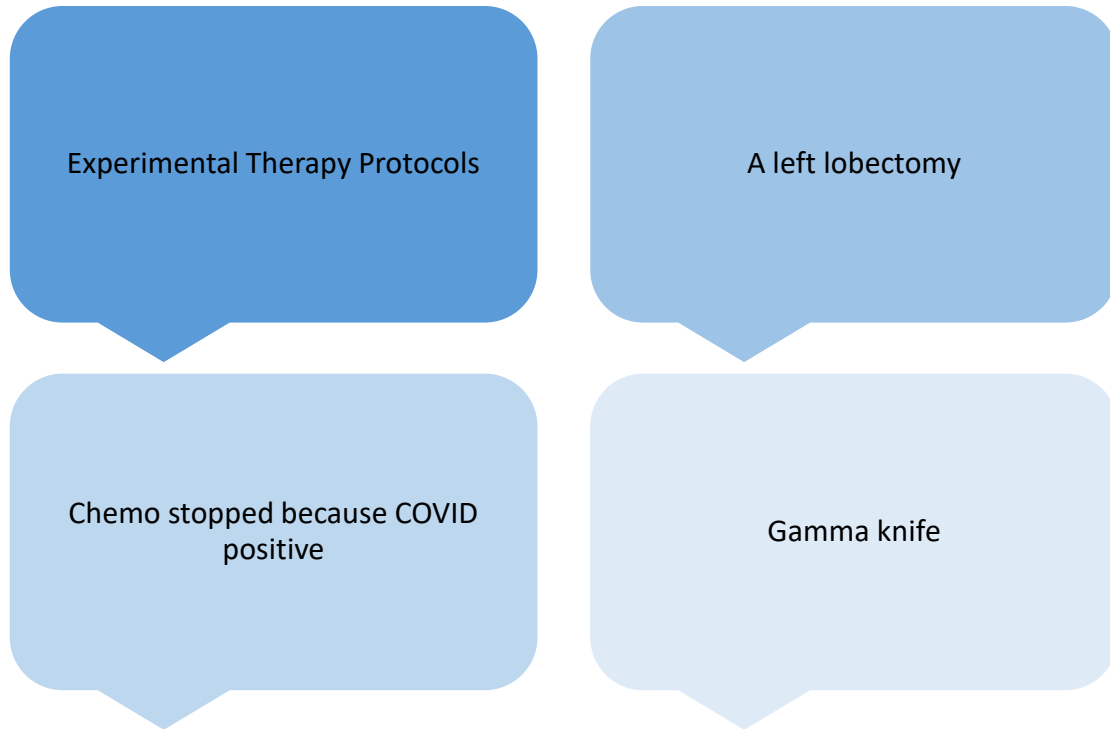 Experimental Therapy Protocols
A left lobectomy
Chemo stopped because COVID
positive
Gamma knife